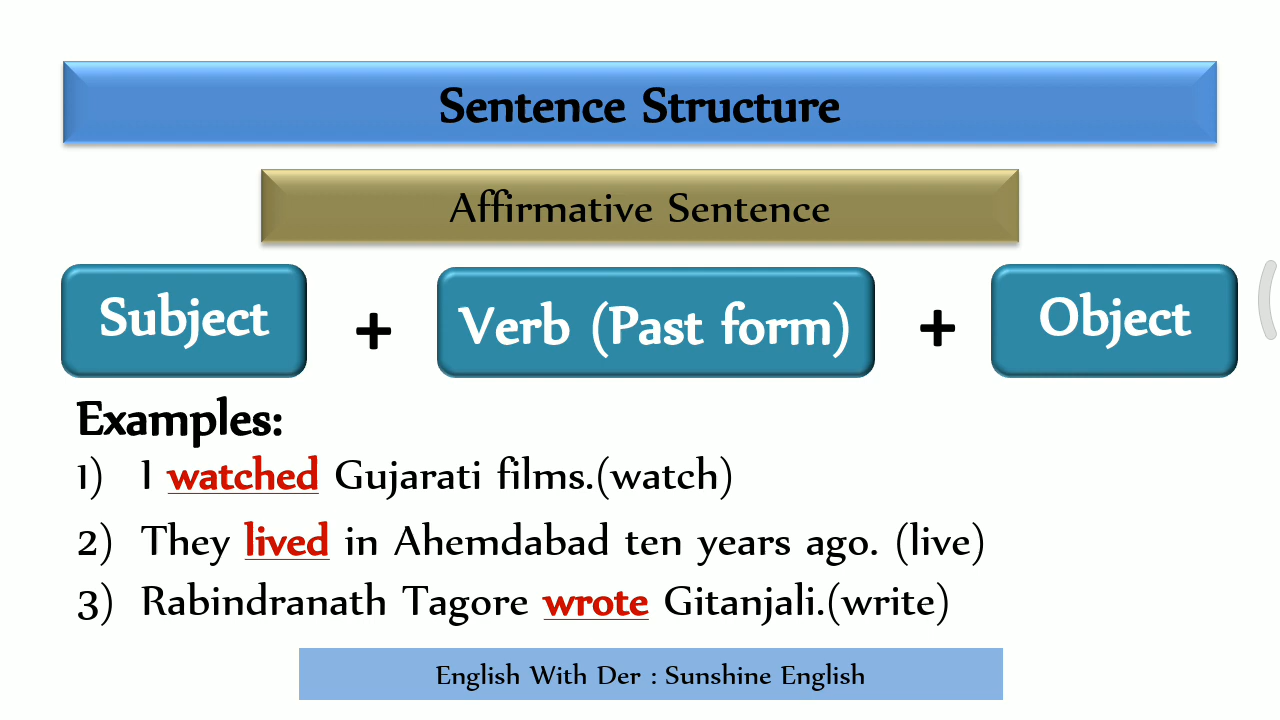 Sentence Structure
Affirmative Sentence
Subject + Verb (Past form) + Object
Examples:
1) I watched Gujarati films.(watch)
2) They lived in Ahemdabad ten years ago. (live)
3) Rabindranath Tagore wrote Gitanjali.(write)
English With Der : Sunshine English